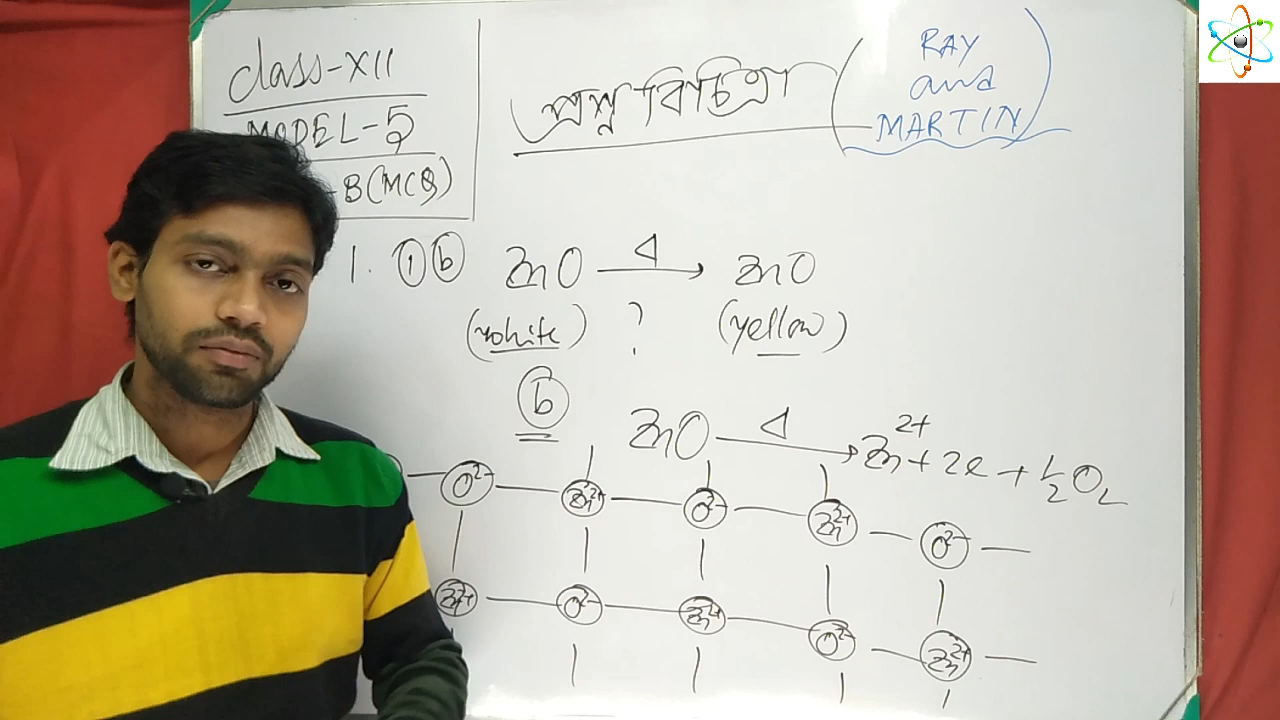 Class-XII
MODEL-5
-B(MCQ)
প্রশ্ন বিচিত্রা
RAY
and
MARTIN
1. (i) (b) ZnO —Δ→ ZnO
(white) ? (yellow)
b
ZnO —Δ→ Zn²⁺ + 2e + ½O₂
O²⁻ Zn²⁺ O²⁻ Zn²⁺ O²⁻
Zn²⁺ O²⁻ Zn²⁺ O²⁻ Zn²⁺